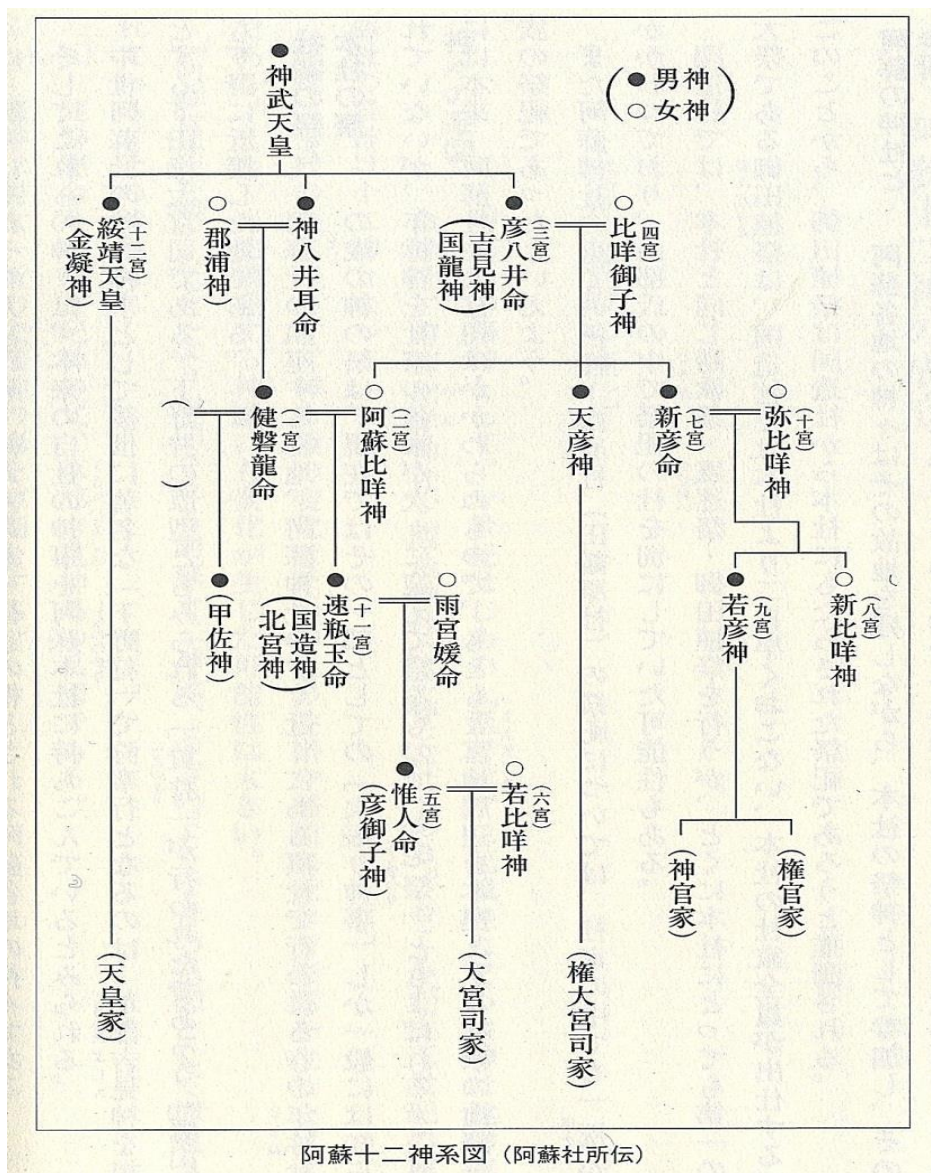 ●男神
○女神
神武天皇
比咩御子神
(四宮)
彦八井命
(三宮)
(吉見神
国龍神)
神八井耳命
(郡浦神)
綏靖天皇
(十二宮)
(金凝神)
弥比咩神
(十宮)
新彦命
(七宮)
天彦神
阿蘇比咩神
(二宮)
健磐龍命
(一宮)
( )
新比咩神
(八宮)
若彦神
(九宮)
雨宮媛命
速瓶玉命
(十一宮)
(国造神
北宮神)
(甲佐神)
若比咩神
(六宮)
惟人命
(五宮)
(彦御子神)
(権官家)
(神官家)
(権大宮司家)
(大宮司家)
(天皇家)
阿蘇十二神系図(阿蘇社所伝)